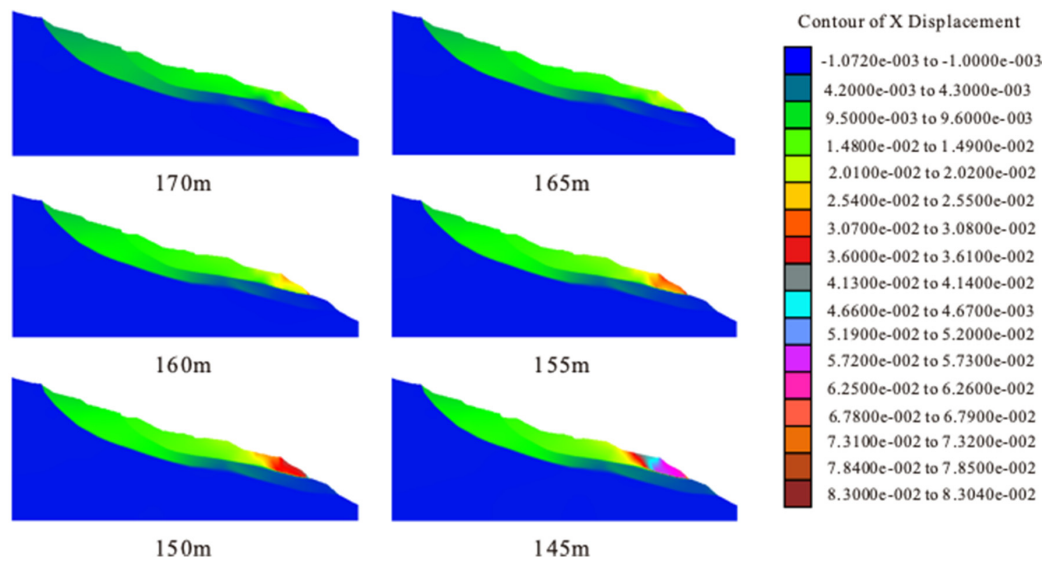 170m
165m
160m
155m
150m
145m
Contour of X Displacement
-1.0720e-003 to -1.0000e-003
4.2000e-003 to 4.3000e-003
9.5000e-003 to 9.6000e-003
1.4800e-002 to 1.4900e-002
2.0100e-002 to 2.0200e-002
2.5400e-002 to 2.5500e-002
3.0700e-002 to 3.0800e-002
3.6000e-002 to 3.6100e-002
4.1300e-002 to 4.1400e-002
4.6600e-002 to 4.6700e-003
5.1900e-002 to 5.2000e-002
5.7200e-002 to 5.7300e-002
6.2500e-002 to 6.2600e-002
6.7800e-002 to 6.7900e-002
7.3100e-002 to 7.3200e-002
7.8400e-002 to 7.8500e-002
8.3000e-002 to 8.3040e-002